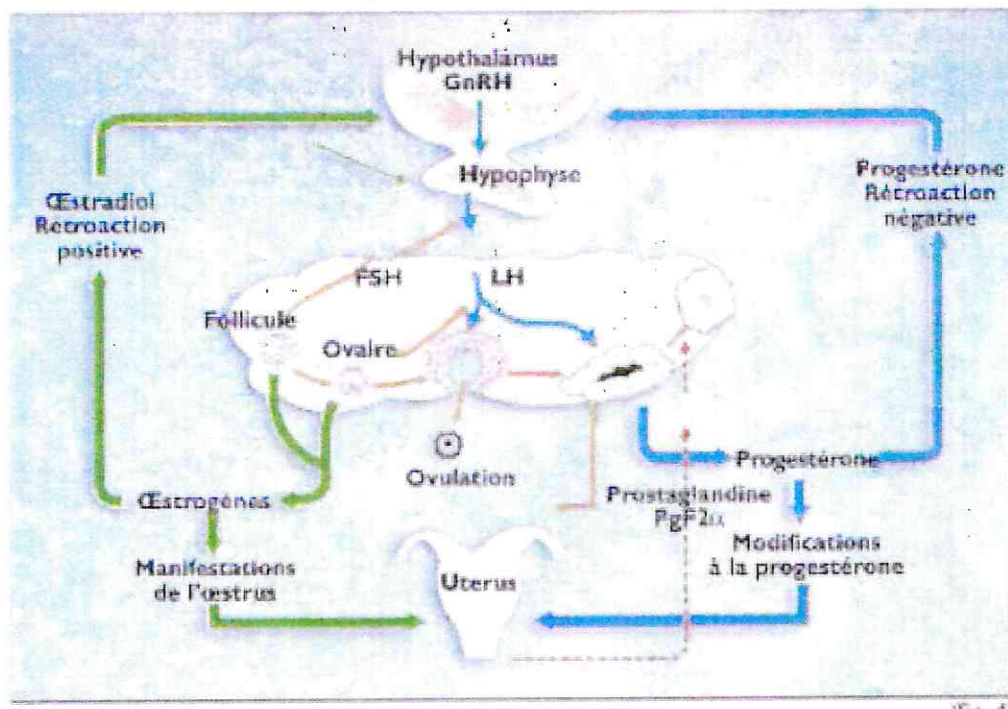 Hypothalamus
GnRH
Hypophyse
Œstradiol
Rétroaction
positive
Progestérone
Rétroaction
négative
FSH
LH
Follicule
Ovaire
Ovulation
Œstrogènes
Progestérone
Prostaglandine
PgF2α
Manifestations
de l'œstrus
Uterus
Modifications
à la progestérone